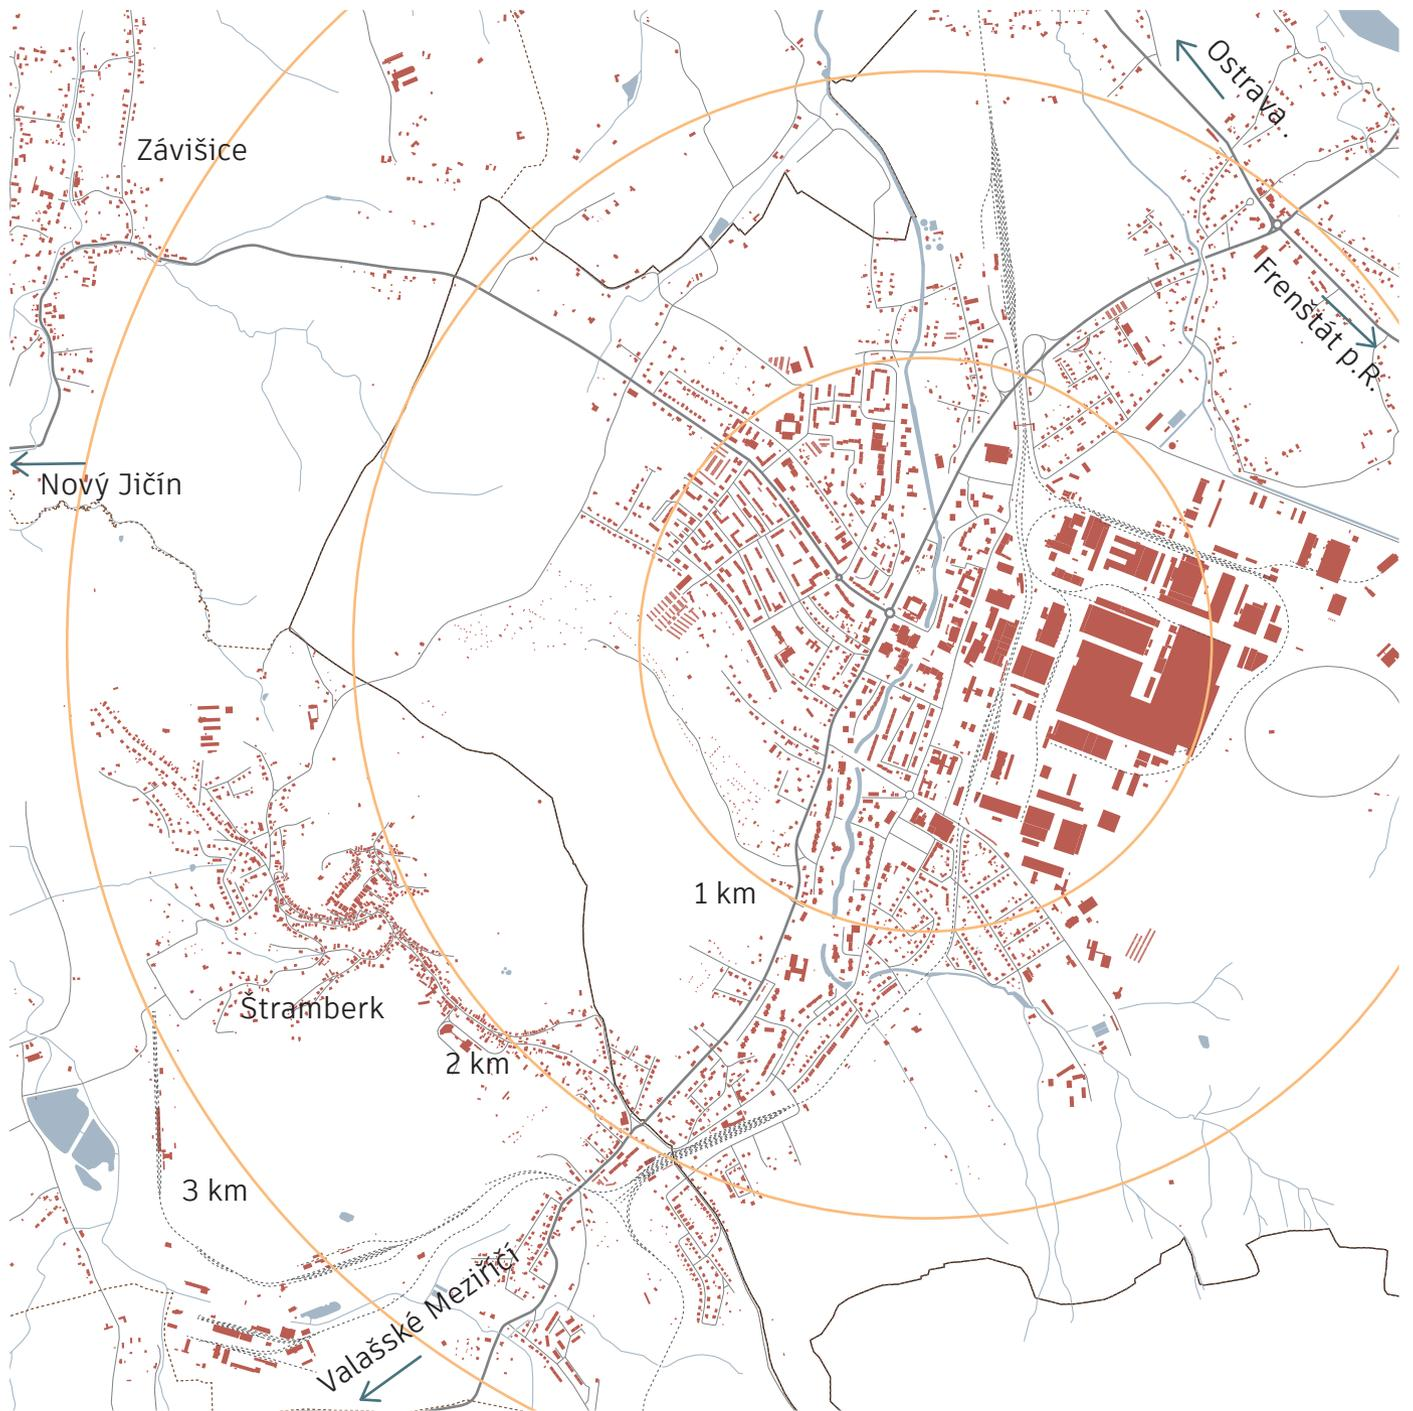 Ostrava.
Závišice
Frenštát p.R.
Nový Jičín
1 km
Štramberk
2 km
3 km
Valašské Meziříčí